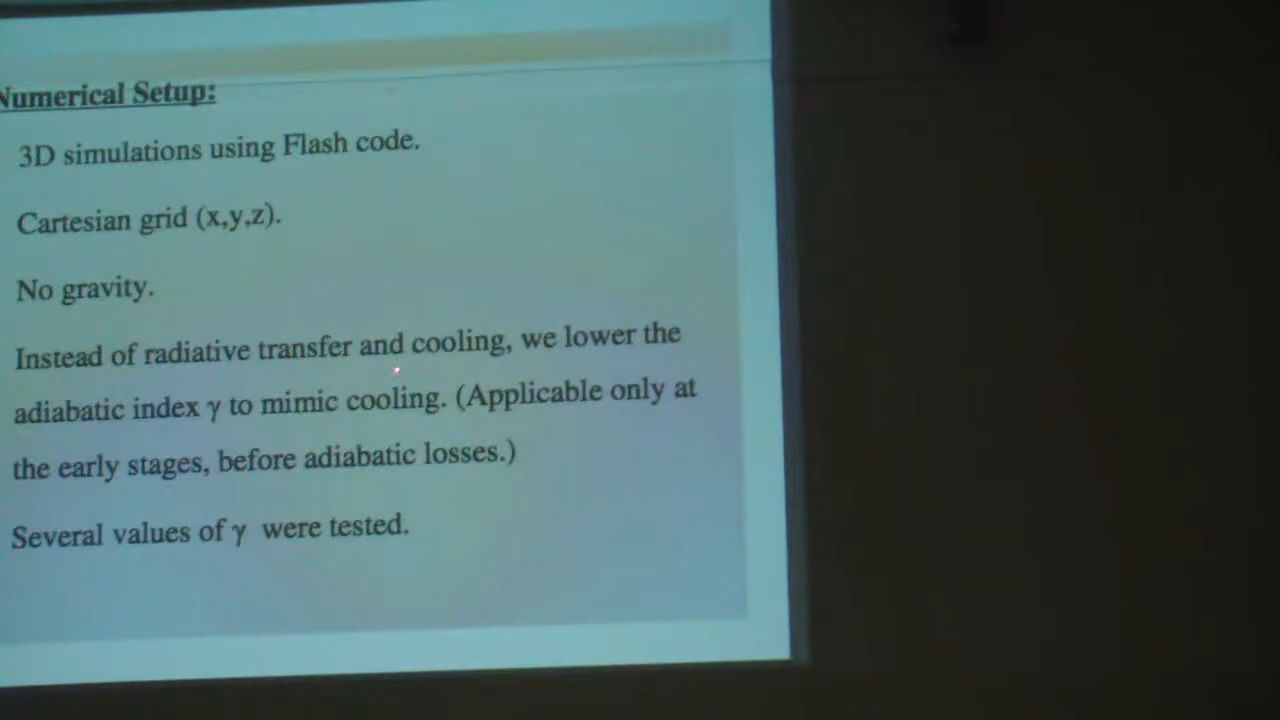 Numerical Setup:
3D simulations using Flash code.
Cartesian grid (x,y,z).
No gravity.
Instead of radiative transfer and cooling, we lower the
adiabatic index γ to mimic cooling. (Applicable only at
the early stages, before adiabatic losses.)
Several values of γ were tested.